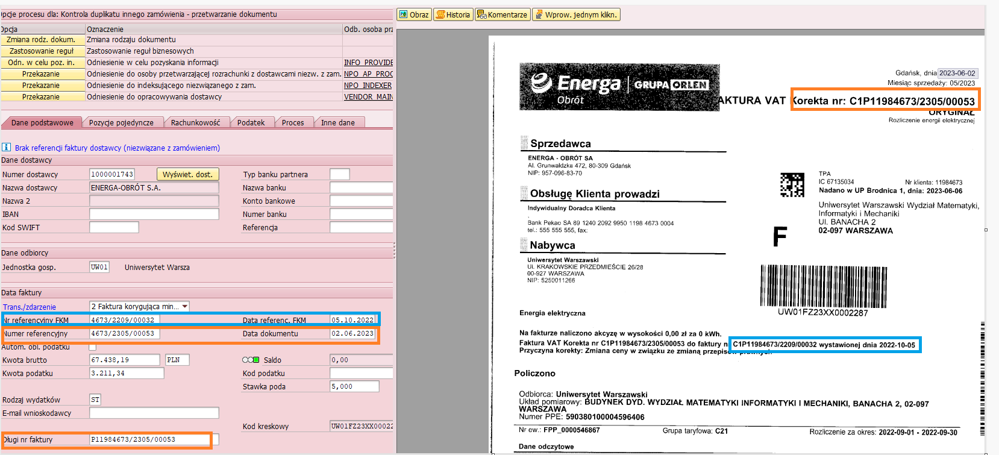 Opcje procesu dla: Kontrola duplikatu innego zamówienia - przetwarzanie dokumentu
Opcja Oznaczenie Odb. osoba prz
Zmiana rodz. dokum. Zmiana rodzaju dokumentu
Zastosowanie reguł Zastosowanie reguł biznesowych
Odn. w celu poz. in. Odniesienie w celu pozyskania informacji INFO_PROVIDE
Przekazanie Odniesienie do osoby przetwarzającej rozrachunki z dostawcami niezw. z zam. NPO_AP_PROC
Przekazanie Odniesienie do indeksującego niezwiązanego z zam. NPO_INDEXER
Przekazanie Odniesienie do opracowywania dostawcy VENDOR_MAIN
Dane podstawowe Pozycje pojedyncze Rachunkowość Podatek Proces Inne dane
Brak referencji faktury dostawcy (niezwiązane z zamówieniem)
Dane dostawcy
Numer dostawcy 1000001743 Wyświet. dost. Typ banku partnera
Nazwa dostawcy ENERGA-OBRÓT S.A. Nazwa banku
Nazwa 2 Konto bankowe
IBAN Numer banku
Kod SWIFT Referencja
Dane odbiorcy
Jednostka gosp. UW01 Uniwersytet Warsza
Data faktury
Trans./zdarzenie 2 Faktura korygująca min...
Nr referencyjny FKM 4673/2209/00032 Data referenc. FKM 05.10.2022
Numer referencyjny 4673/2305/00053 Data dokumentu 02.06.2023
Autom. obl. podatku
Kwota brutto 67.438,19 PLN Saldo 0,00
Kwota podatku 3.211,34 Kod podatku
Stawka poda 5,000
Rodzaj wydatków ST
E-mail wnioskodawcy
Kod kreskowy UW01FZ23XX00022
Długi nr faktury P11984673/2305/00053
Obraz Historia Komentarze Wprow. jednym klikn.
Energa GRUPA ORLEN
Obrót
Gdańsk, dnia 2023-06-02
Miesiąc sprzedaży: 05/2023
AKTURA VAT Korekta nr: C1P11984673/2305/00053
ORYGINAŁ
Rozliczenie energii elektrycznej
Sprzedawca
ENERGA - OBRÓT SA
Al. Grunwaldzka 472, 80-309 Gdańsk
NIP: 957-096-83-70
Obsługę Klienta prowadzi
Indywidualny Doradca Klienta
.
Bank Pekao SA 89 1240 2092 9950 1198 4673 0004
tel.: 555 555 555, fax:
Nabywca
Uniwersytet Warszawski
Ul. KRAKOWSKIE PRZEDMIEŚCIE 26/28
00-927 WARSZAWA
NIP: 5250011266
TPA
IC 67135034 Nr klienta: 11984673
Nadano w UP Brodnica 1, dnia: 2023-06-06
Uniwersytet Warszawski Wydział Matematyki,
Informatyki i Mechaniki
Ul. BANACHA 2
02-097 WARSZAWA
F
UW01FZ23XX0002287
Energia elektryczna
Na fakturze naliczono akcyzę w wysokości 0,00 zł za 0 kWh.
Faktura VAT Korekta nr C1P11984673/2305/00053 do faktury n C1P11984673/2209/00032 wystawionej dnia 2022-10-05
Przyczyna korekty: Zmiana ceny w związku ze zmianą przepisów prawnych
Policzono
Odbiorca: Uniwersytet Warszawski
Układ pomiarowy: BUDYNEK DYD. WYDZIAŁ MATEMATYKI INFORMATYKI I MECHANIKI, BANACHA 2, 02-097
WARSZAWA
Numer PPE: 590380100004596406
Nr ew.: FPP_0000546867 Grupa taryfowa: C21 Rozliczenie za okres: 2022-09-01 - 2022-09-30
Dane odczytowe